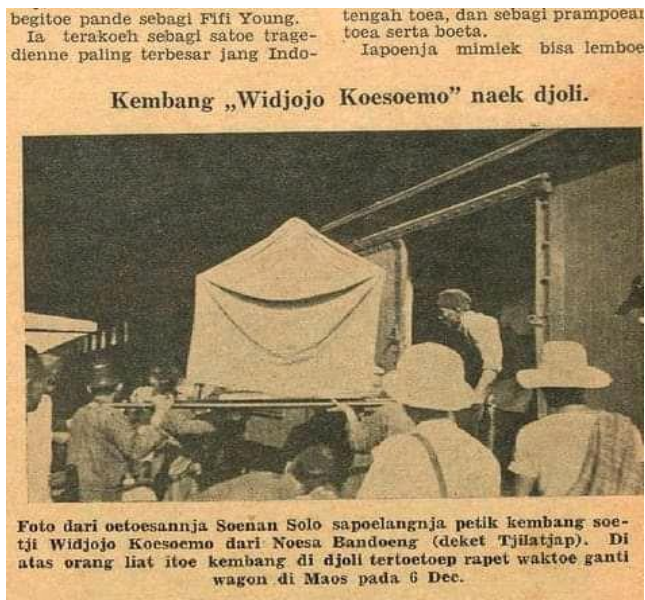 begitoe pande sebagi Fifi Young.
Ia terakoeh sebagi satoe trage-
dienne paling terbesar jang Indo-
tengah toea, dan sebagi prampoean
toea serta boeta.
Iapoenja mimiek bisa lemboe
Kembang „Widjojo Koesoemo" naek djoli.
Foto dari oetoesannja Soenan Solo sapoelangnja petik kembang soe-
tji Widjojo Koesoemo dari Noesa Bandoeng (deket Tjilatjap). Di
atas orang liat itoe kembang di djoli tertoetoep rapet waktoe ganti
wagon di Maos pada 6 Dec.